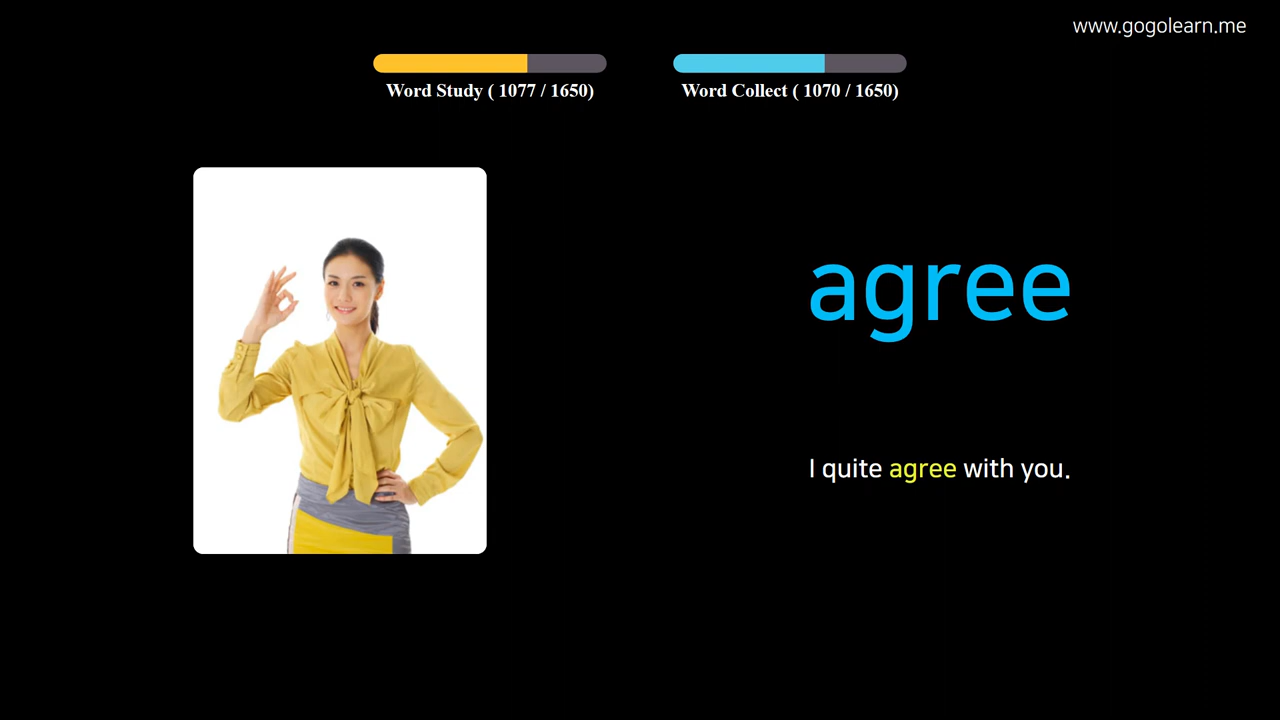 www.gogolearn.me
Word Study ( 1077 / 1650)
Word Collect ( 1070 / 1650)
agree
I quite agree with you.